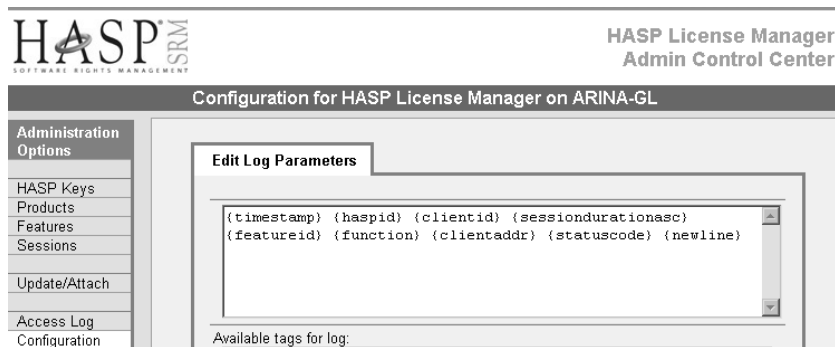 HASP®
SRM
SOFTWARE RIGHTS MANAGEMENT
HASP License Manager
Admin Control Center
Configuration for HASP License Manager on ARINA-GL
Administration
Options
HASP Keys
Products
Features
Sessions
Update/Attach
Access Log
Configuration
Edit Log Parameters
{timestamp} {haspid} {clientid} {sessiondurationasc}
{featureid} {function} {clientaddr} {statuscode} {newline}
Available tags for log: